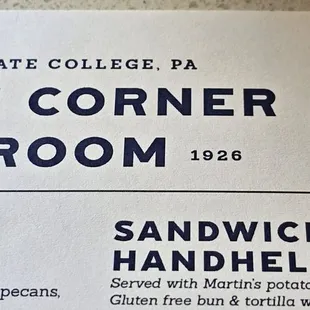 ATE COLLEGE, PA
CORNER
ROOM 1926
SANDWIC
HANDHEL
Served with Martin's potato
pecans,
Gluten free bun & tortilla w